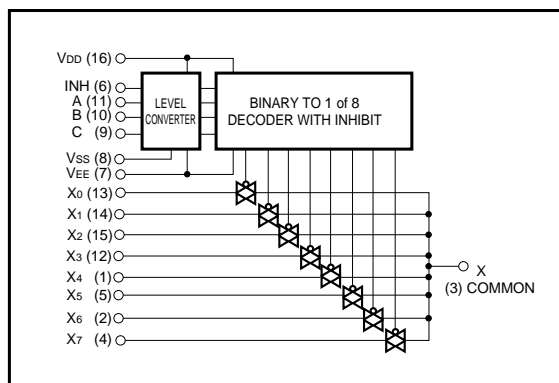 VDD (16)
INH (6)
A (11)
B (10)
C (9)
LEVEL
CONVERTER
BINARY TO 1 of 8
DECODER WITH INHIBIT
VSS (8)
VEE (7)
X0 (13)
X1 (14)
X2 (15)
X3 (12)
X4 (1)
X5 (5)
X6 (2)
X7 (4)
X
(3) COMMON